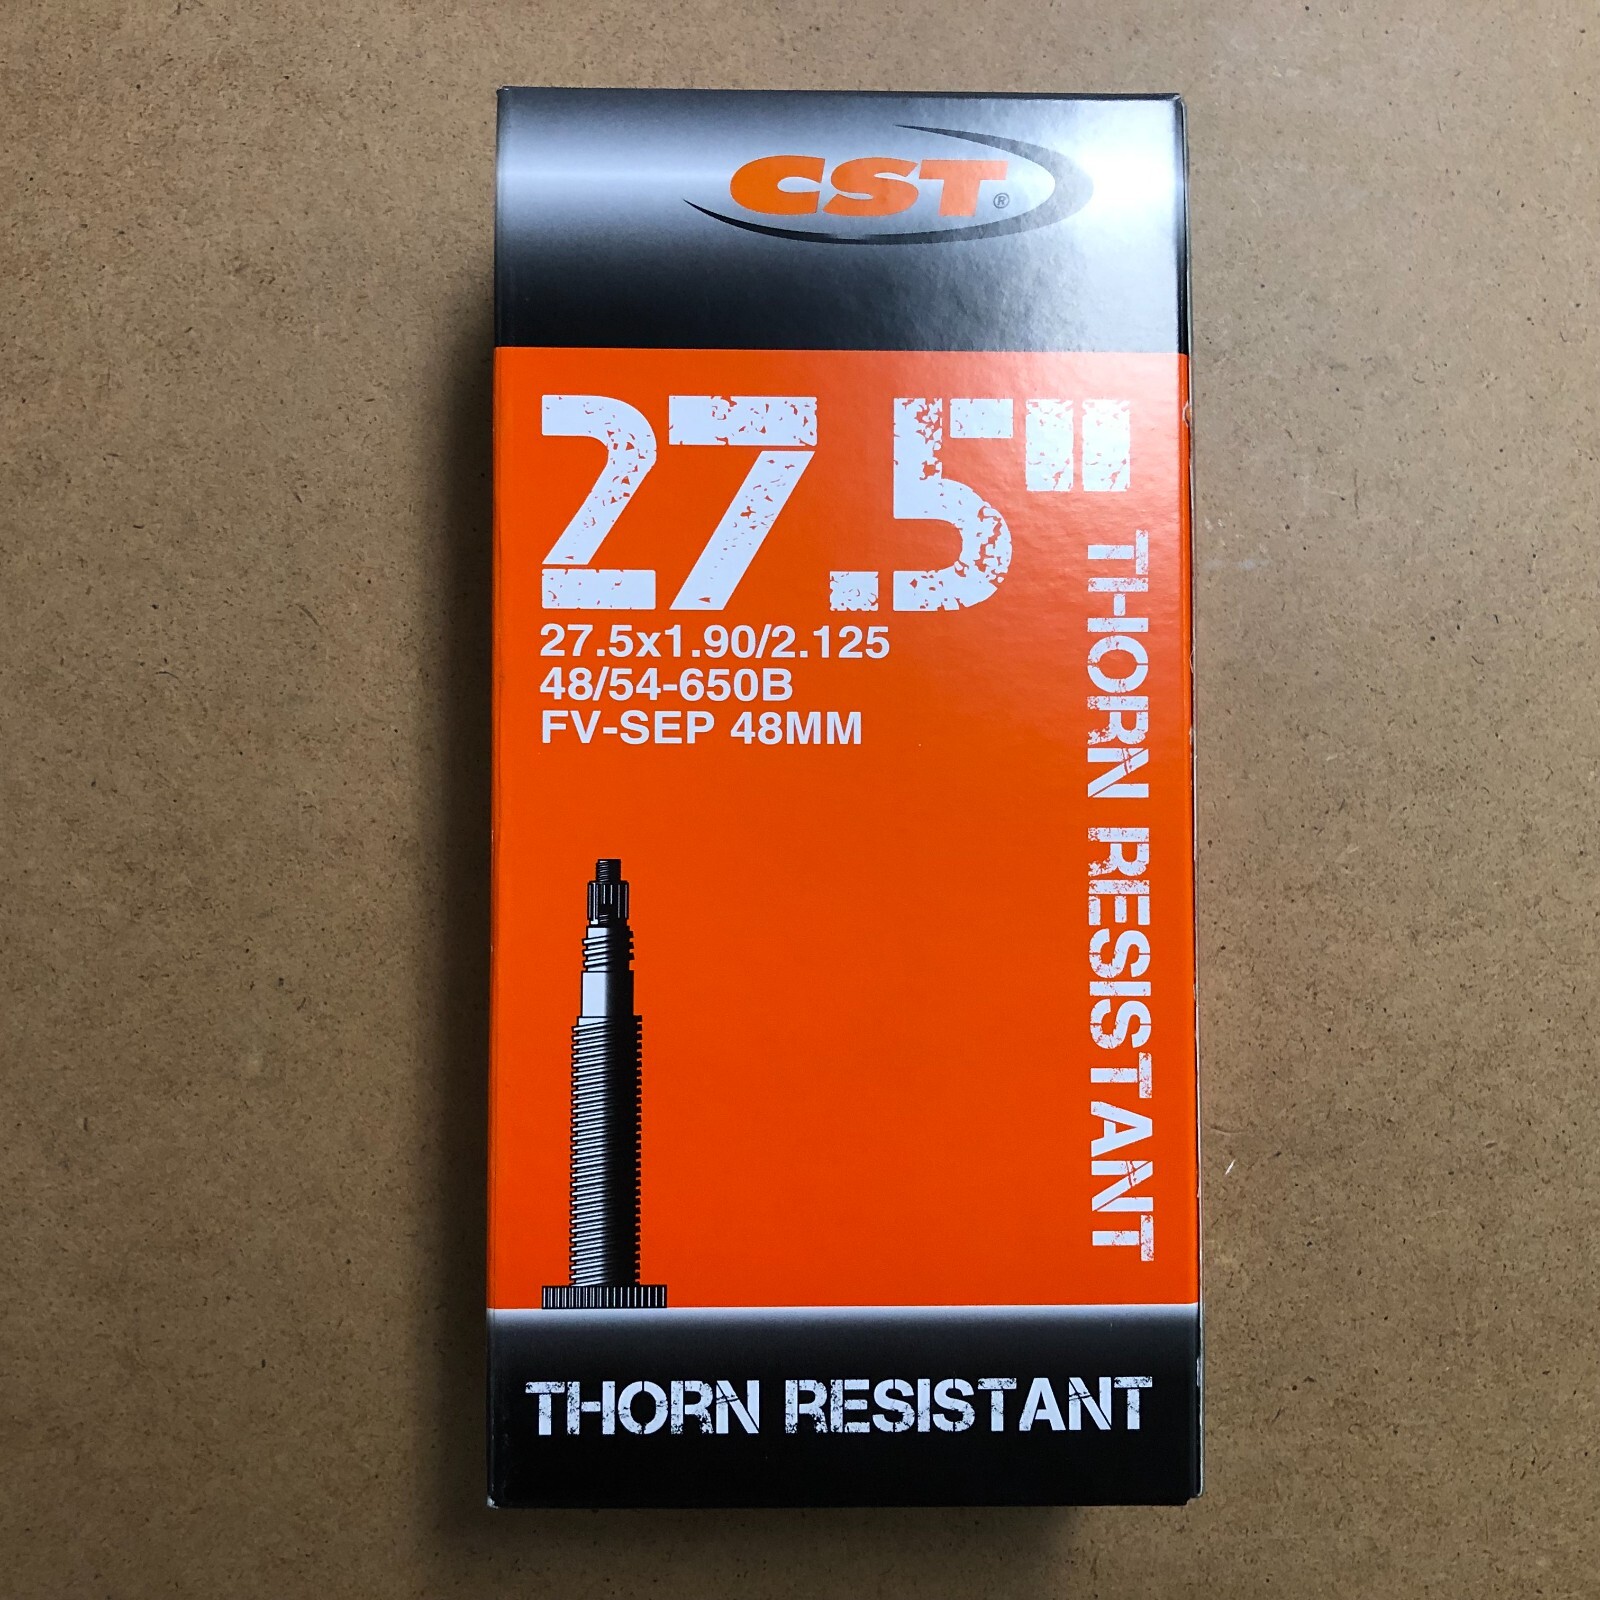 CST®
27.5"
27.5x1.90/2.125
48/54-650B
FV-SEP 48MM
THORN RESISTANT
THORN RESISTANT